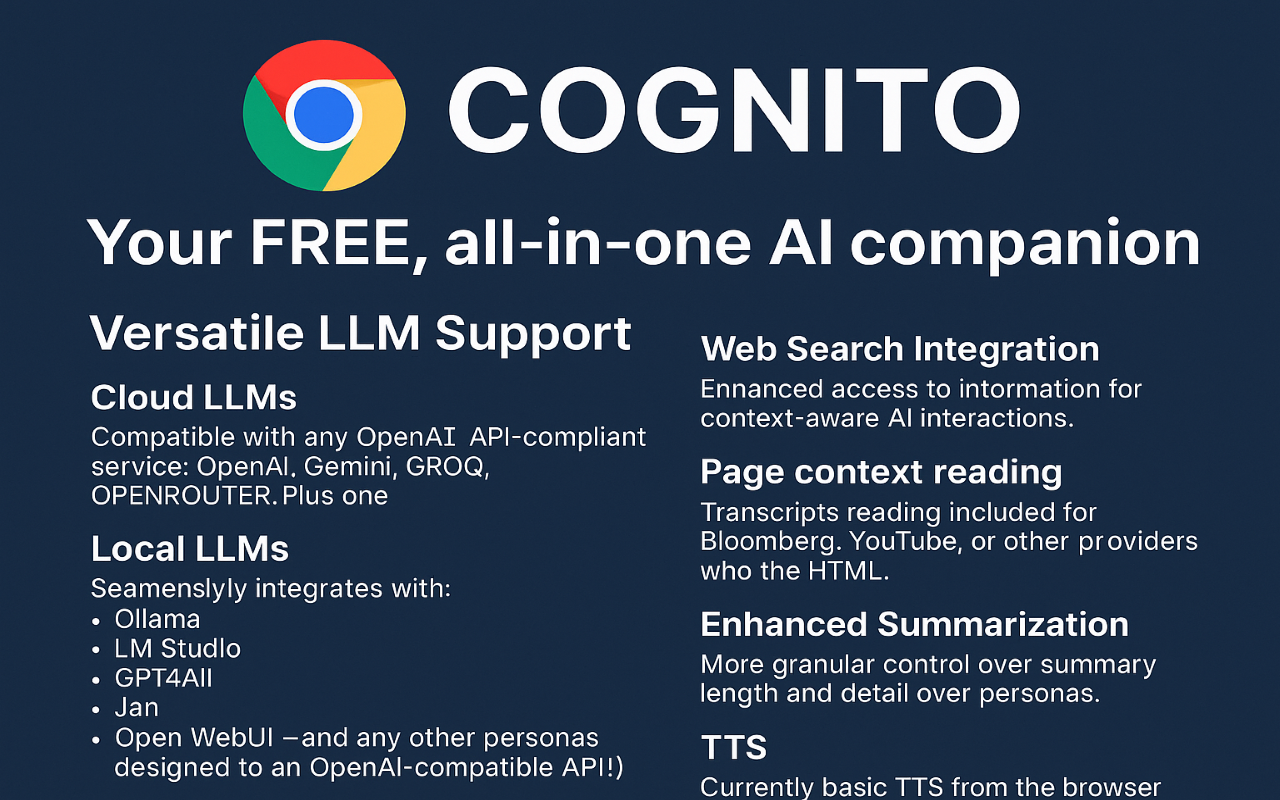 COGNITO
Your FREE, all-in-one AI companion
Versatile LLM Support
Cloud LLMs
Compatible with any OpenAI API-compliant
service: OpenAI. Gemini, GROQ,
OPENROUTER. Plus one
Local LLMs
Seamenslyly integrates with:
• Ollama
• LM Studlo
• GPT4All
• Jan
• Open WebUI –and any other personas
designed to an OpenAI-compatible API!)
Web Search Integration
Ennanced access to intormation for
context-aware AI interactions.
Page context reading
Transcripts reading included for
Bloomberg. YouTube, or other providers
who the HTML.
Enhanced Summarization
More granular control over summary
length and detail over personas.
TTS
Currently basic TTS from the browser